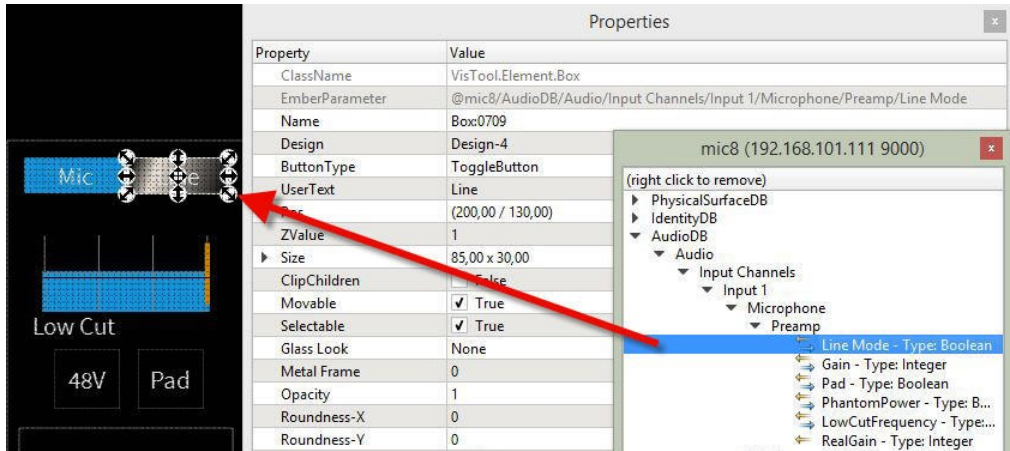 Properties
x
Property Value
ClassName VisTool.Element.Box
EmberParameter @mic8/AudioDB/Audio/Input Channels/Input 1/Microphone/Preamp/Line Mode
Name Box:0709
Design Design-4
ButtonType ToggleButton
UserText Line
(200,00 / 130,00)
ZValue 1
Size 85,00 x 30,00
ClipChildren False
Movable True
Selectable True
Glass Look None
Metal Frame 0
Opacity 1
Roundness-X 0
Roundness-Y 0
Mic
Low Cut
48V Pad
mic8 (192.168.101.111 9000)
x
(right click to remove)
PhysicalSurfaceDB
IdentityDB
AudioDB
Audio
Input Channels
Input 1
Microphone
Preamp
Line Mode - Type: Boolean
Gain - Type: Integer
Pad - Type: Boolean
PhantomPower - Type: B...
LowCutFrequency - Type:...
RealGain - Type: Integer